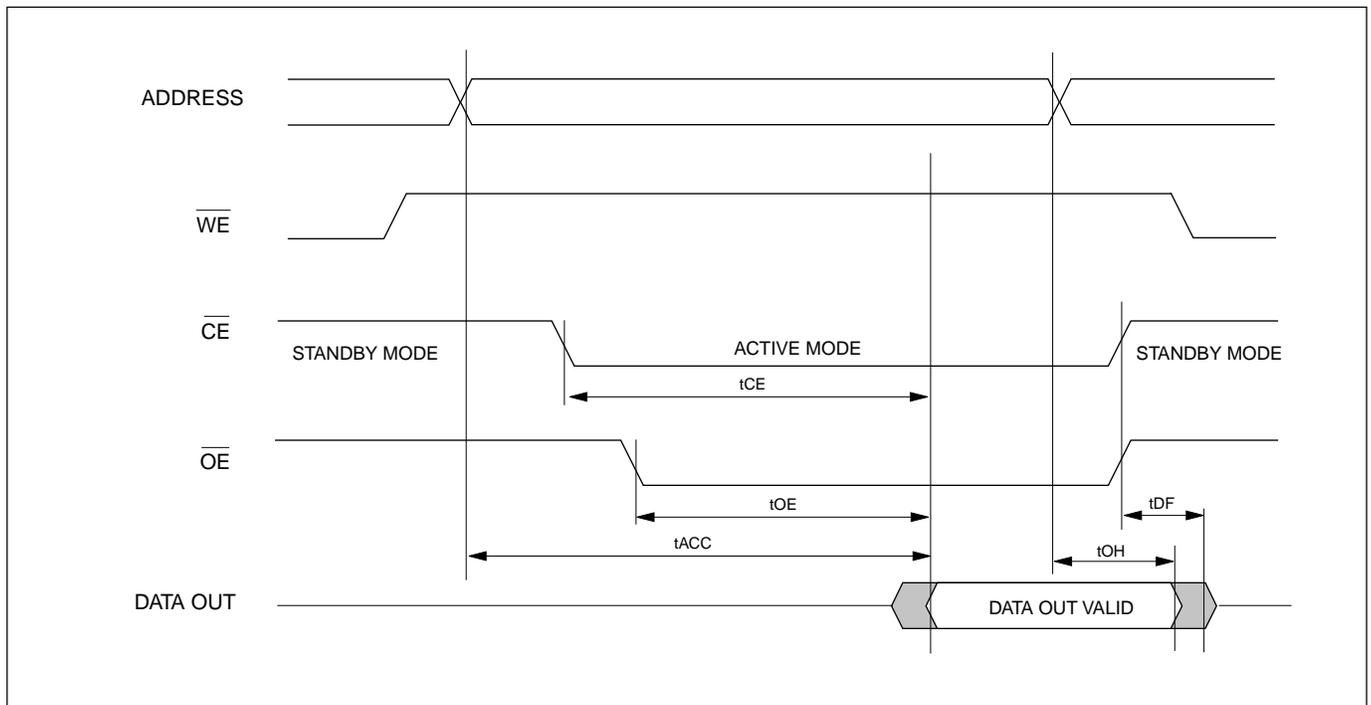 ADDRESS
WE
CE
STANDBY MODE
ACTIVE MODE
STANDBY MODE
tCE
OE
tOE
tDF
tACC
tOH
DATA OUT
DATA OUT VALID